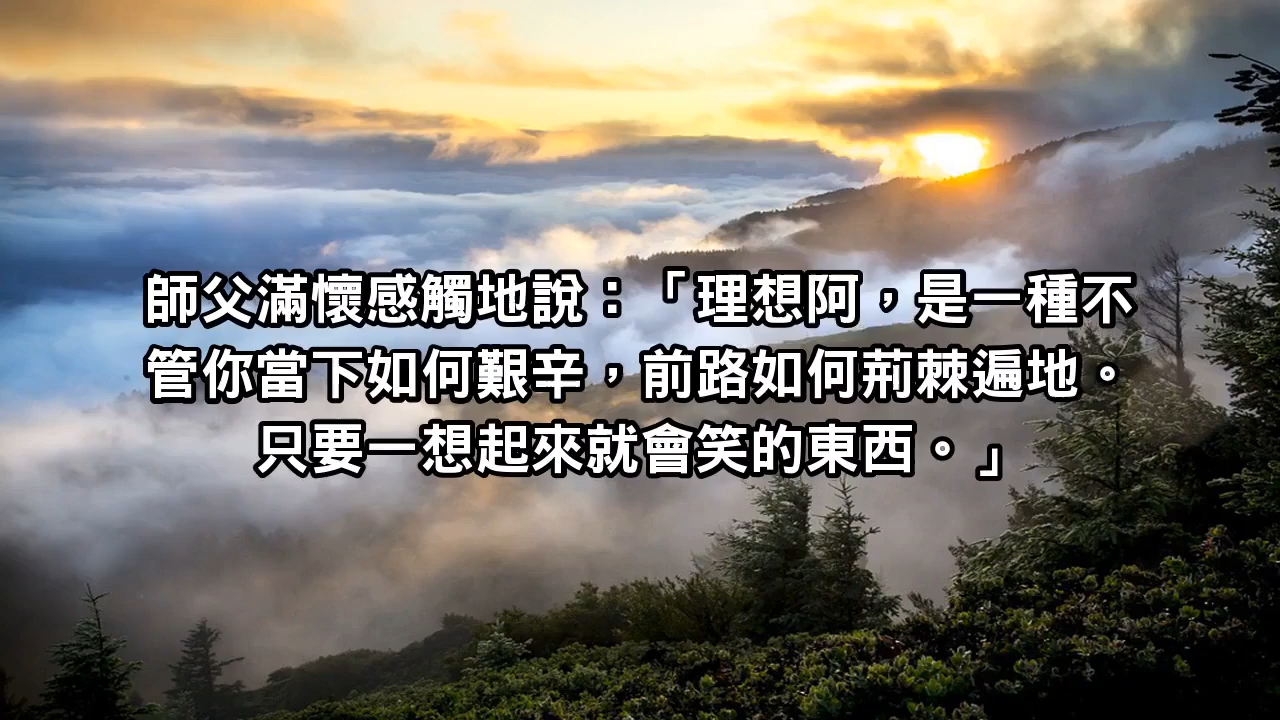 師父滿懷感觸地說：「理想阿，是一種不
管你當下如何艱辛，前路如何荊棘遍地。
只要一想起來就會笑的東西。」